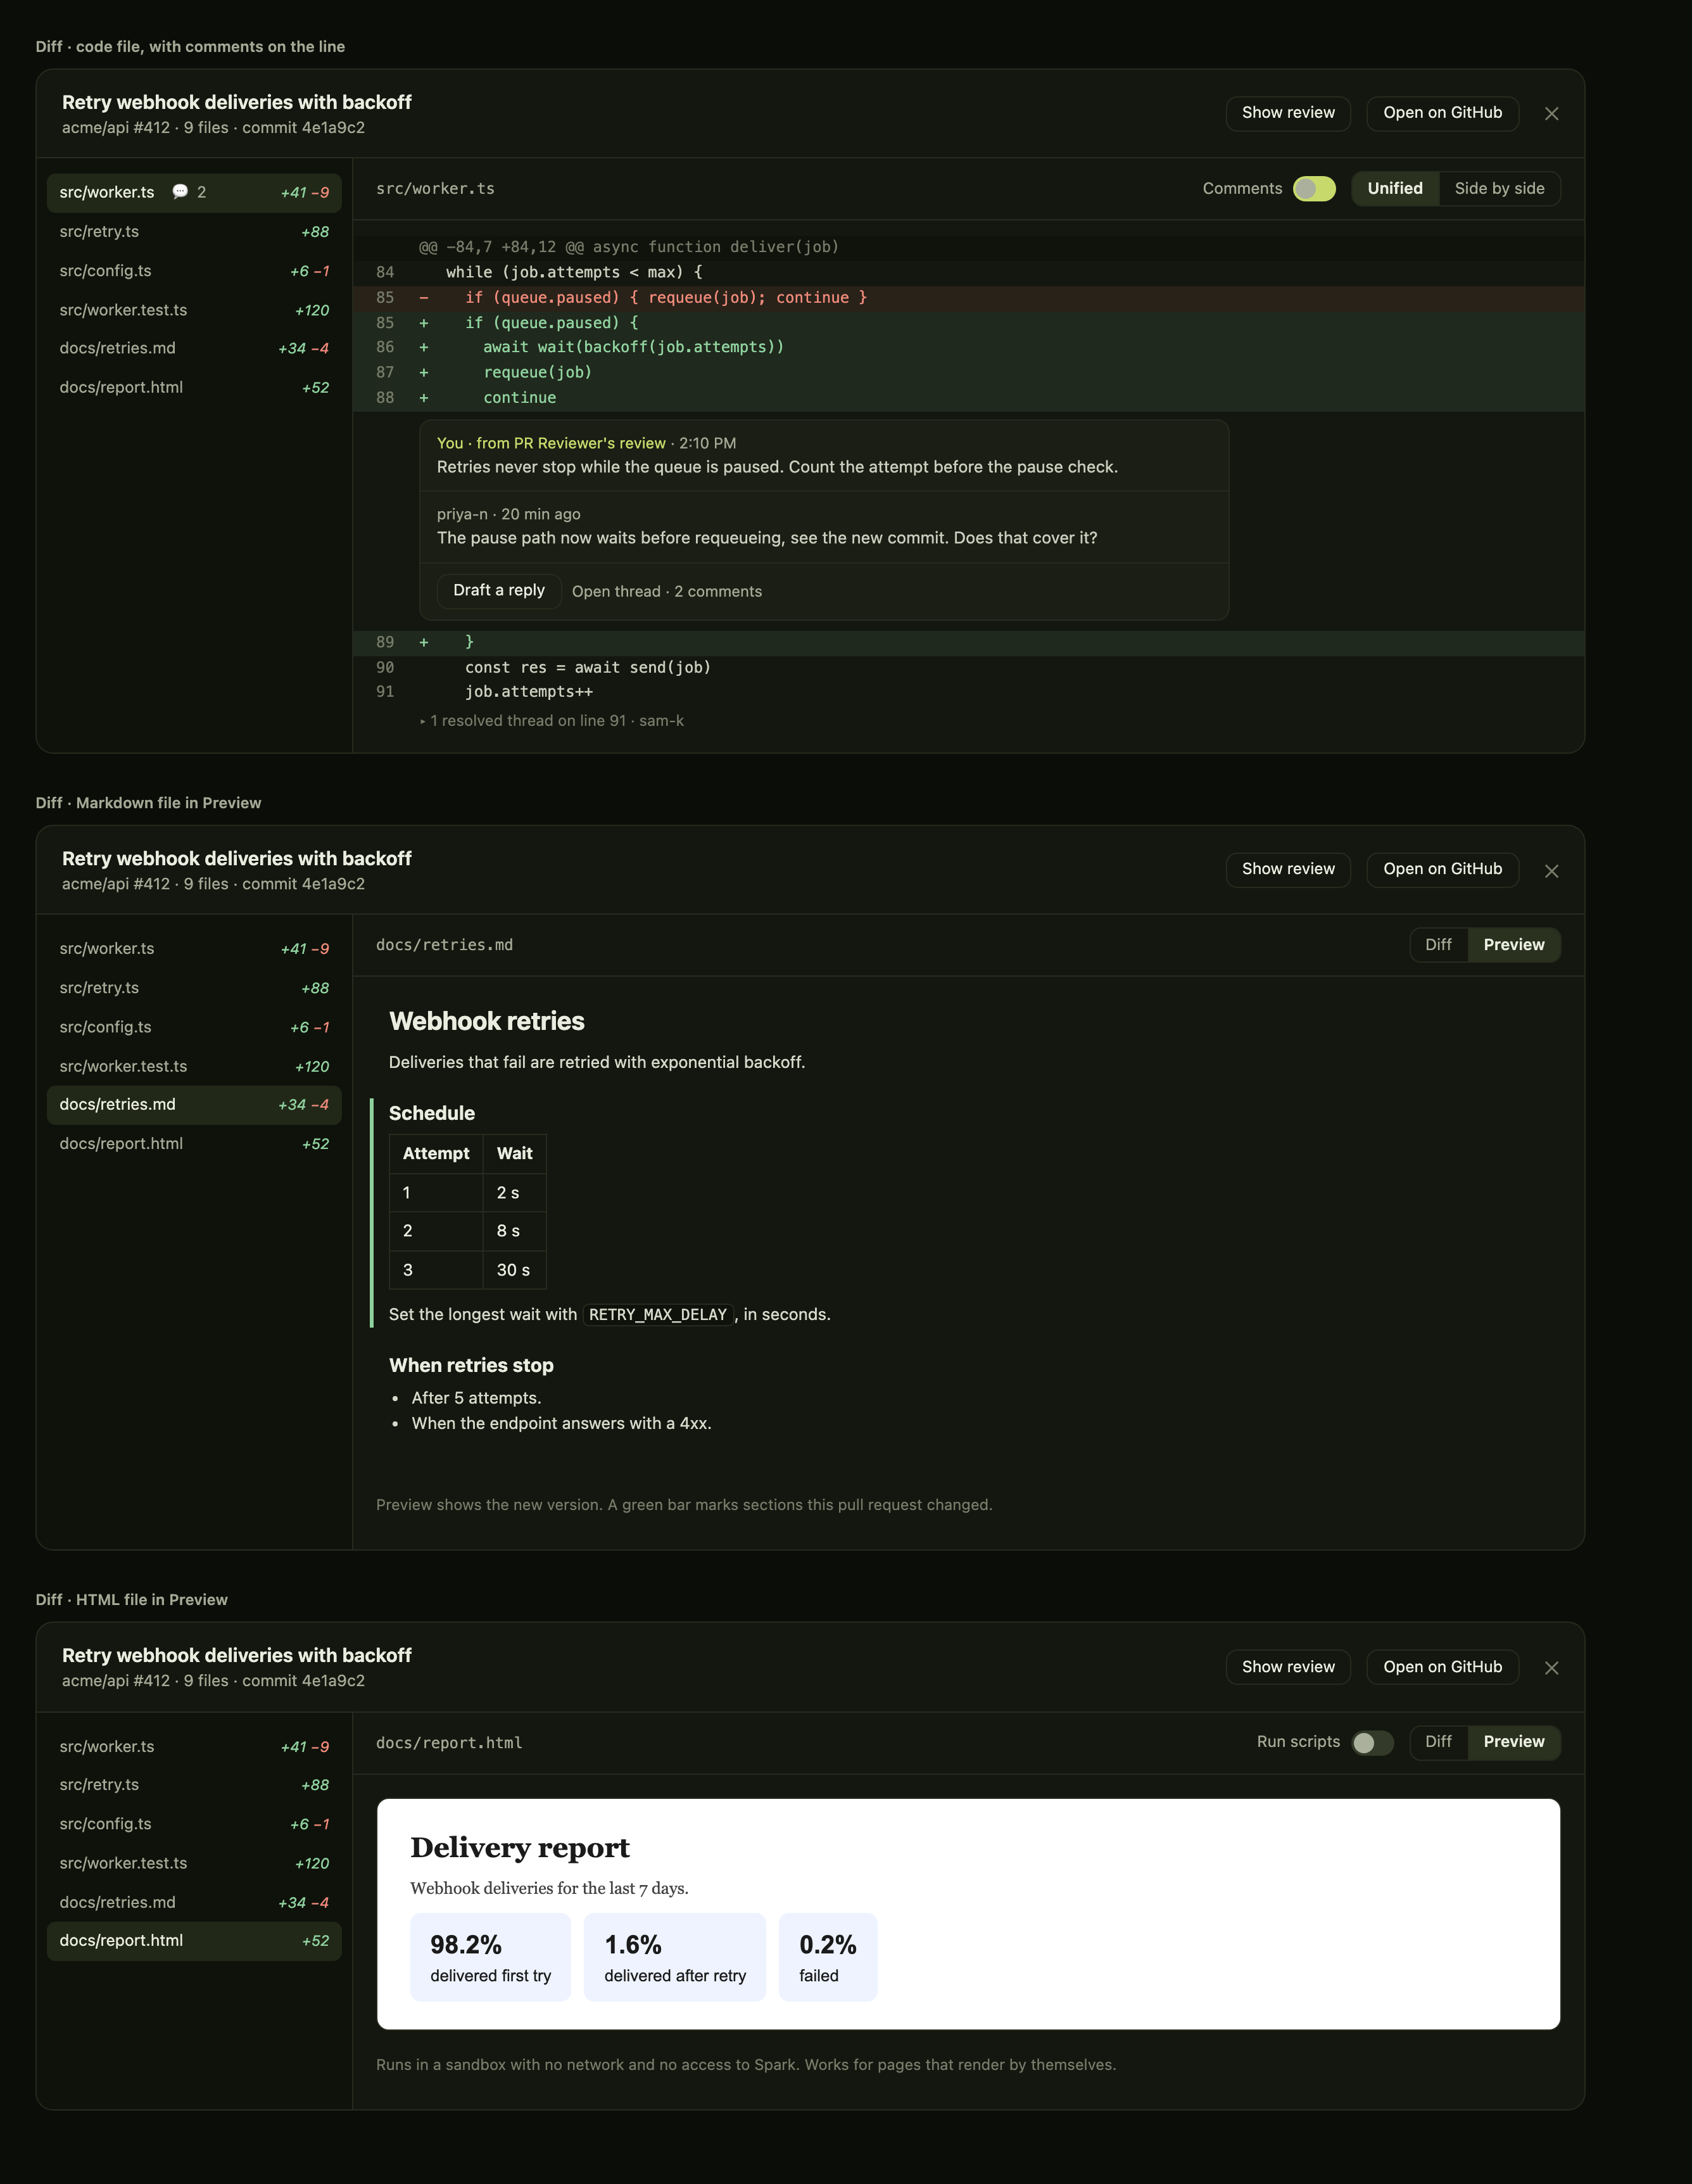 Diff · code file, with comments on the line
Retry webhook deliveries with backoff
acme/api #412 · 9 files · commit 4e1a9c2
Show review
Open on GitHub
src/worker.ts 💬 2 +41 −9
src/retry.ts +88
src/config.ts +6 −1
src/worker.test.ts +120
docs/retries.md +34 −4
docs/report.html +52
src/worker.ts
Comments
Unified
Side by side
@@ −84,7 +84,12 @@ async function deliver(job)
84 while (job.attempts < max) {
85 − if (queue.paused) { requeue(job); continue }
85 + if (queue.paused) {
86 + await wait(backoff(job.attempts))
87 + requeue(job)
88 + continue
You · from PR Reviewer's review · 2:10 PM
Retries never stop while the queue is paused. Count the attempt before the pause check.
priya-n · 20 min ago
The pause path now waits before requeueing, see the new commit. Does that cover it?
Draft a reply
Open thread · 2 comments
89 + }
90 const res = await send(job)
91 job.attempts++
▸ 1 resolved thread on line 91 · sam-k
Diff · Markdown file in Preview
Retry webhook deliveries with backoff
acme/api #412 · 9 files · commit 4e1a9c2
Show review
Open on GitHub
src/worker.ts +41 −9
src/retry.ts +88
src/config.ts +6 −1
src/worker.test.ts +120
docs/retries.md +34 −4
docs/report.html +52
docs/retries.md
Diff
Preview
Webhook retries
Deliveries that fail are retried with exponential backoff.
Schedule
Attempt Wait
1 2 s
2 8 s
3 30 s
Set the longest wait with RETRY_MAX_DELAY, in seconds.
When retries stop
• After 5 attempts.
• When the endpoint answers with a 4xx.
Preview shows the new version. A green bar marks sections this pull request changed.
Diff · HTML file in Preview
Retry webhook deliveries with backoff
acme/api #412 · 9 files · commit 4e1a9c2
Show review
Open on GitHub
src/worker.ts +41 −9
src/retry.ts +88
src/config.ts +6 −1
src/worker.test.ts +120
docs/retries.md +34 −4
docs/report.html +52
docs/report.html
Run scripts
Diff
Preview
Delivery report
Webhook deliveries for the last 7 days.
98.2%
delivered first try
1.6%
delivered after retry
0.2%
failed
Runs in a sandbox with no network and no access to Spark. Works for pages that render by themselves.